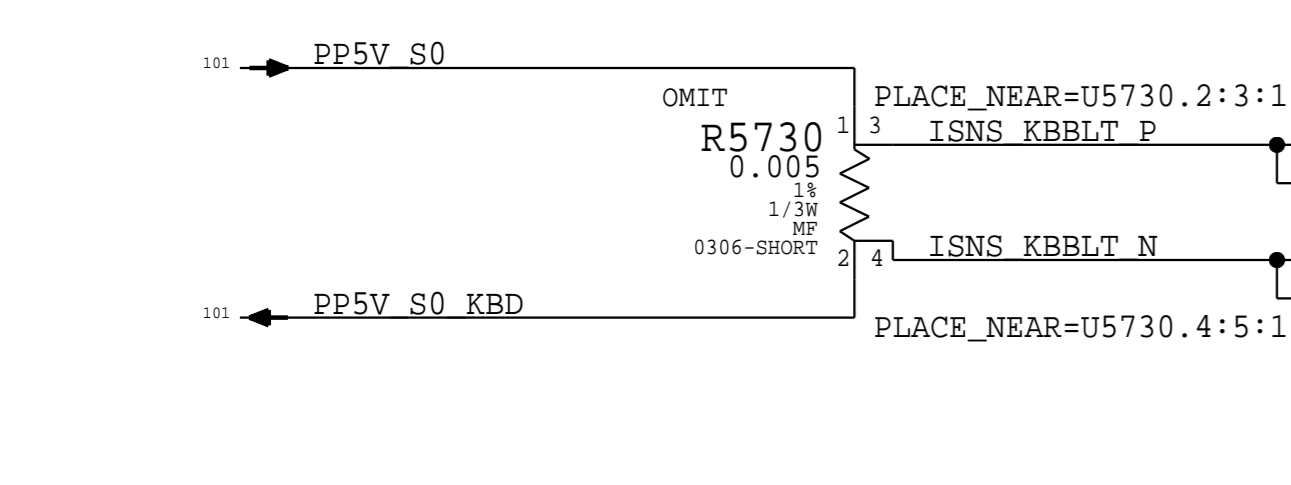 101 PP5V_S0
OMIT
PLACE_NEAR=U5730.2:3:1
R5730 1 3 ISNS_KBBLT_P
0.005
1%
1/3W
MF
0306-SHORT 2 4 ISNS_KBBLT_N
101 PP5V_S0_KBD
PLACE_NEAR=U5730.4:5:1